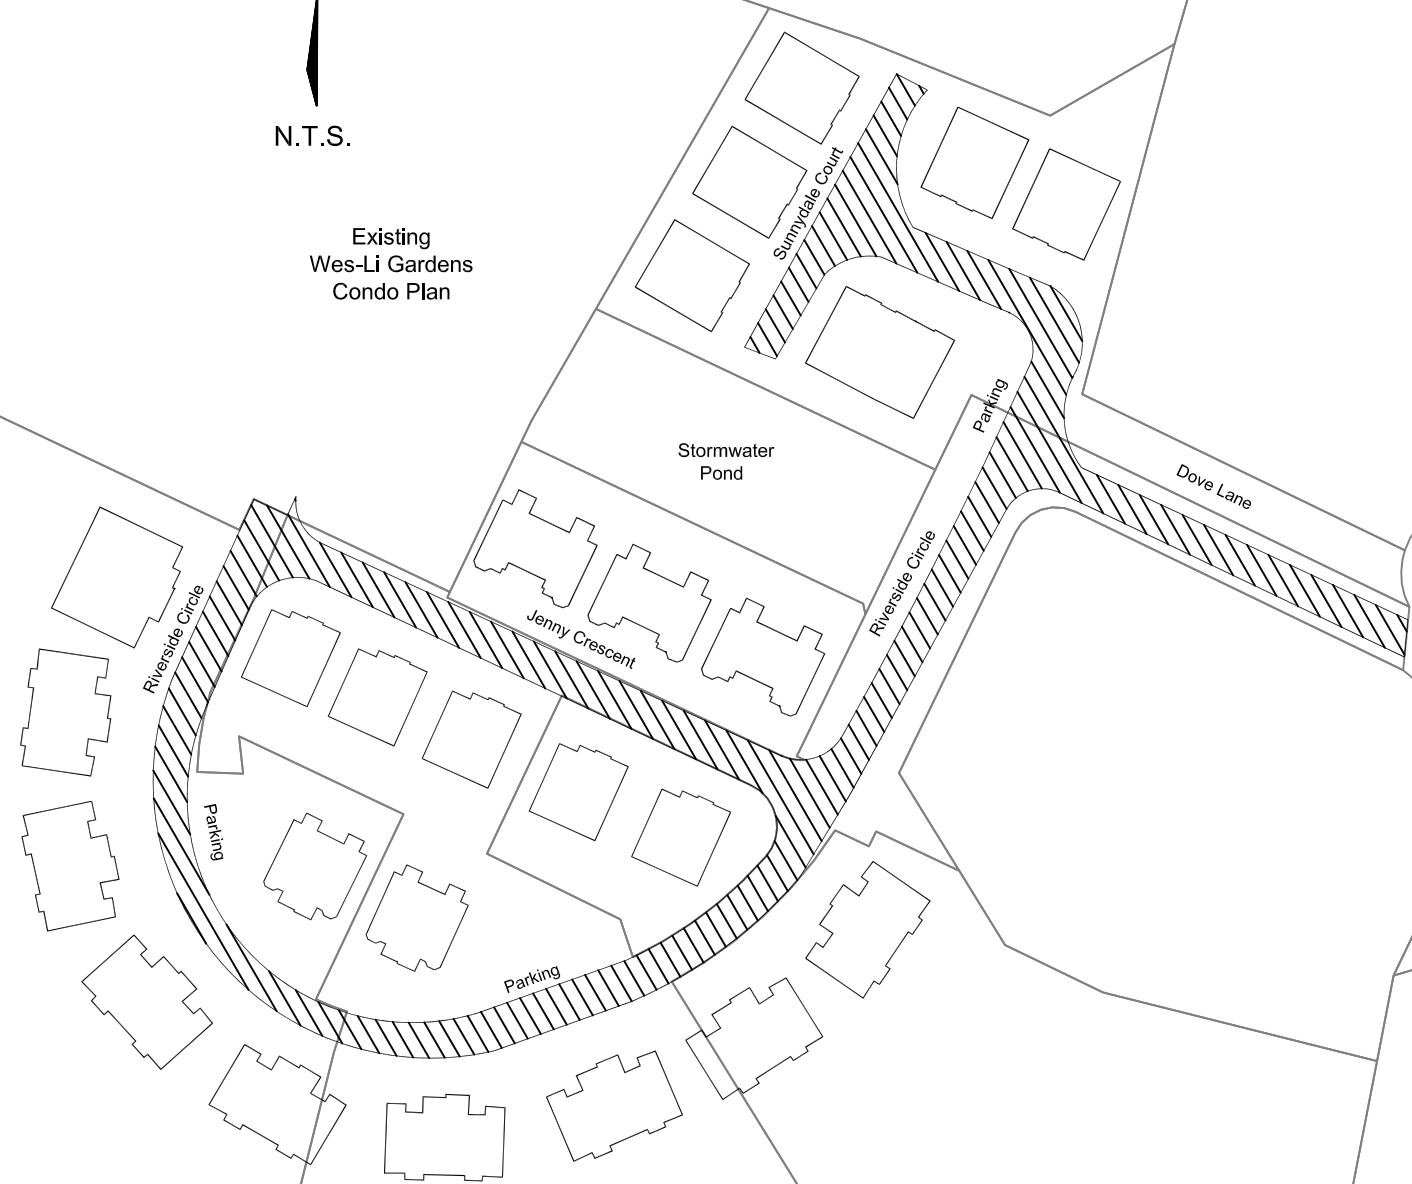 N.T.S.
Existing
Wes-Li Gardens
Condo Plan
Sunnydale Court
Parking
Stormwater
Pond
Dove Lane
Riverside Circle
Jenny Crescent
Riverside Circle
Parking
Parking